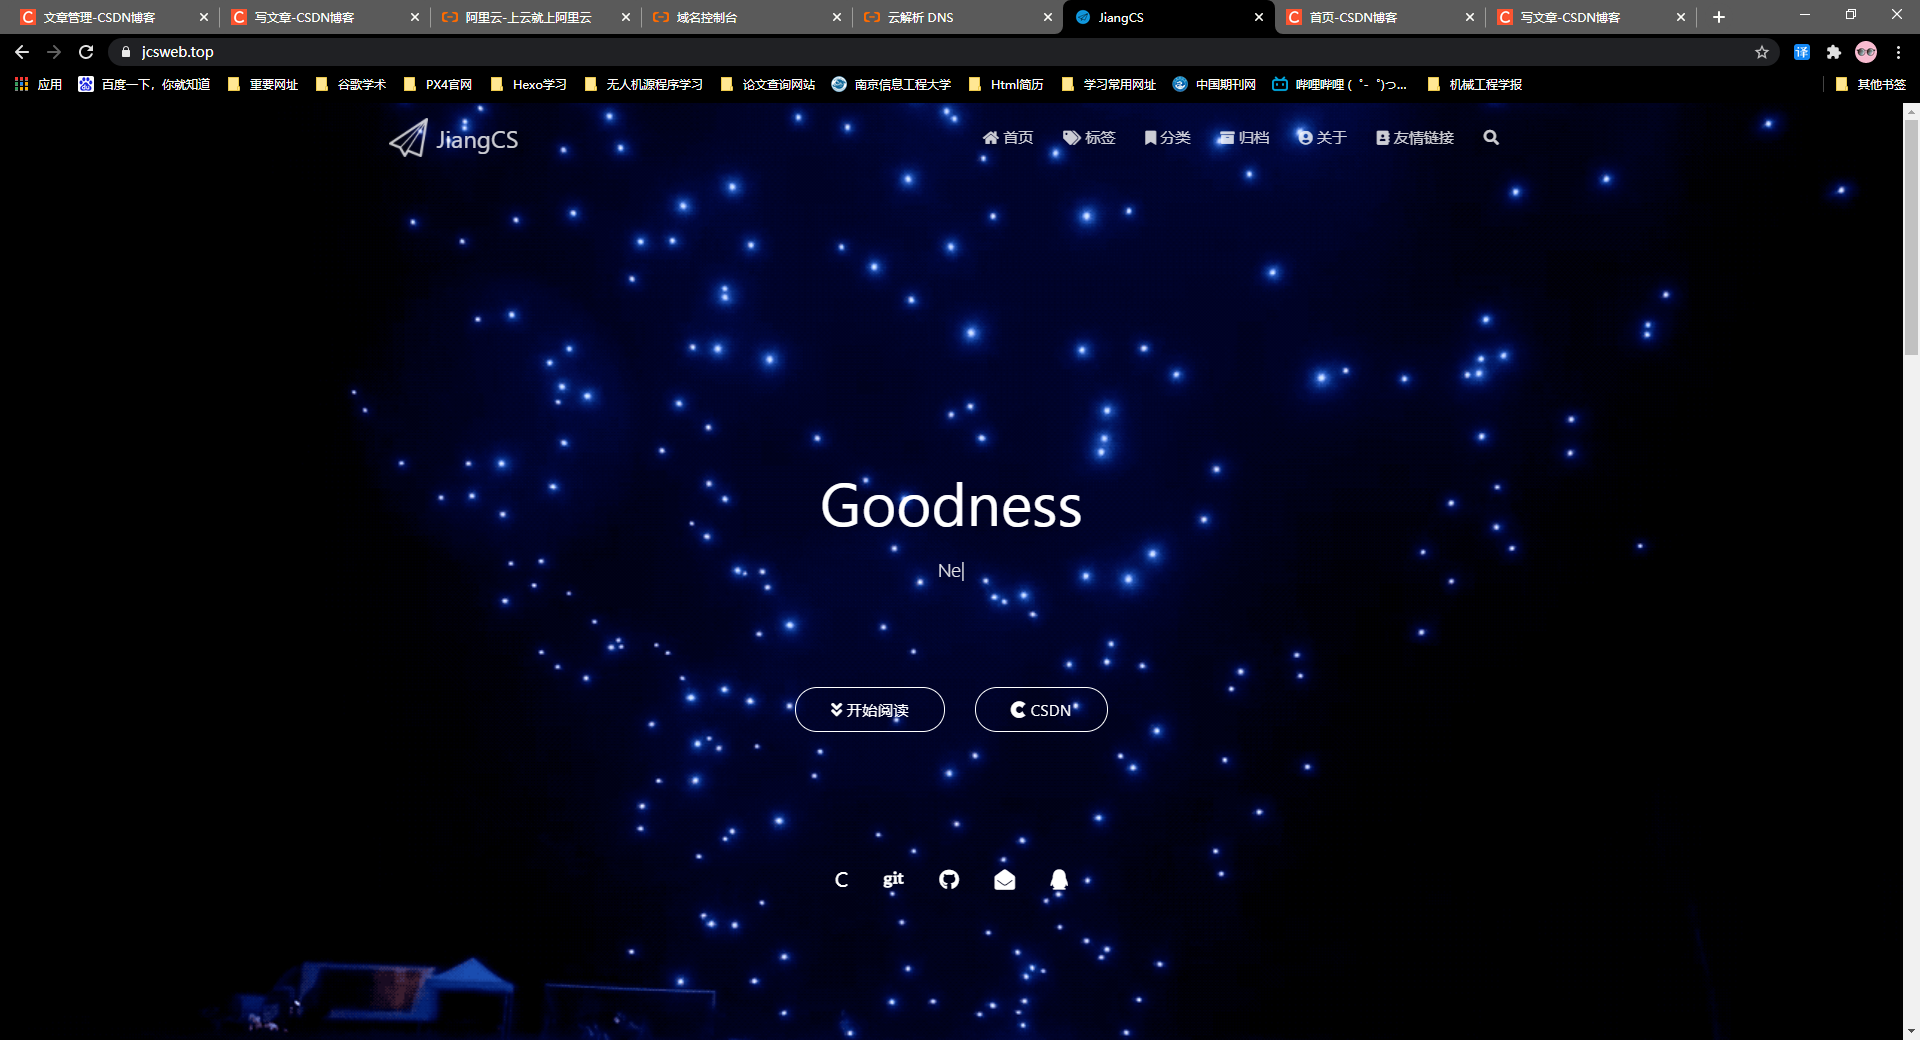 文章管理-CSDN博客
写文章-CSDN博客
阿里云-上云就上阿里云
域名控制台
云解析 DNS
JiangCS
首页-CSDN博客
写文章-CSDN博客
jcsweb.top
译
应用
百度一下，你就知道
重要网址
谷歌学术
PX4官网
Hexo学习
无人机源程序学习
论文查询网站
南京信息工程大学
Html简历
学习常用网址
中国期刊网
哔哩哔哩 (゜-゜)つ...
机械工程学报
其他书签
JiangCS
首页
标签
分类
归档
关于
友情链接
Goodness
Ne|
开始阅读
CSDN
C
git